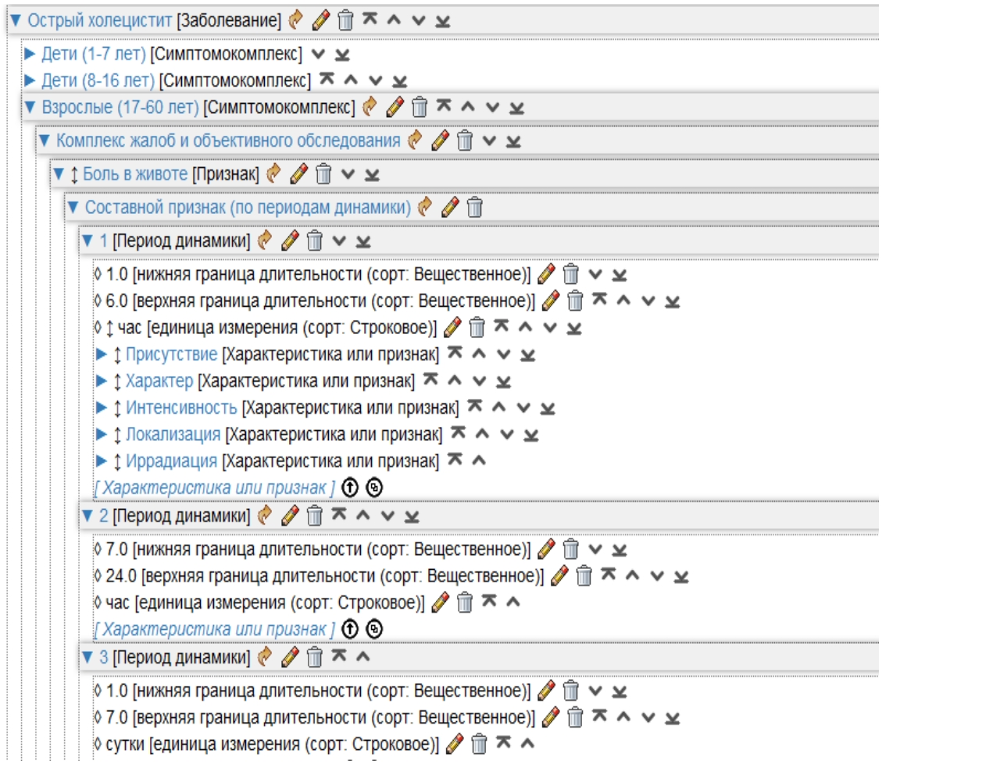 Острый холецистит [Заболевание]
Дети (1-7 лет) [Симптомокомплекс]
Дети (8-16 лет) [Симптомокомплекс]
Взрослые (17-60 лет) [Симптомокомплекс]
Комплекс жалоб и объективного обследования
Боль в животе [Признак]
Составной признак (по периодам динамики)
1 [Период динамики]
1.0 [нижняя граница длительности (сорт: Вещественное)]
6.0 [верхняя граница длительности (сорт: Вещественное)]
час [единица измерения (сорт: Строковое)]
Присутствие [Характеристика или признак]
Характер [Характеристика или признак]
Интенсивность [Характеристика или признак]
Локализация [Характеристика или признак]
Иррадиация [Характеристика или признак]
[ Характеристика или признак ]
2 [Период динамики]
7.0 [нижняя граница длительности (сорт: Вещественное)]
24.0 [верхняя граница длительности (сорт: Вещественное)]
час [единица измерения (сорт: Строковое)]
[ Характеристика или признак ]
3 [Период динамики]
1.0 [нижняя граница длительности (сорт: Вещественное)]
7.0 [верхняя граница длительности (сорт: Вещественное)]
сутки [единица измерения (сорт: Строковое)]